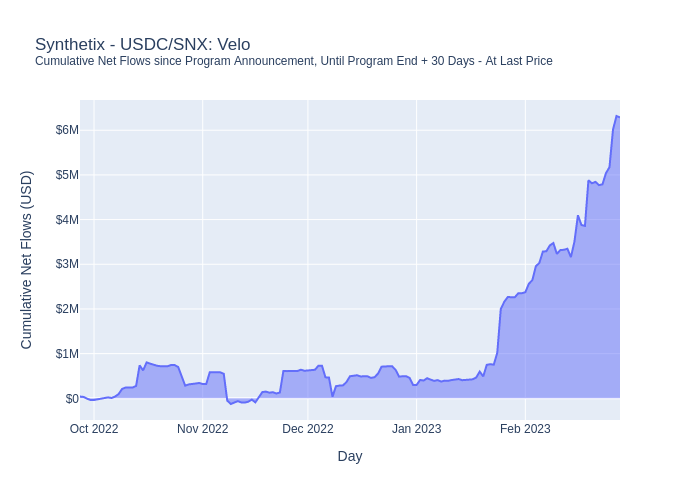 Synthetix - USDC/SNX: Velo
Cumulative Net Flows since Program Announcement, Until Program End + 30 Days - At Last Price
Cumulative Net Flows (USD)
$6M
$5M
$4M
$3M
$2M
$1M
$0
Oct 2022
Nov 2022
Dec 2022
Jan 2023
Feb 2023
Day